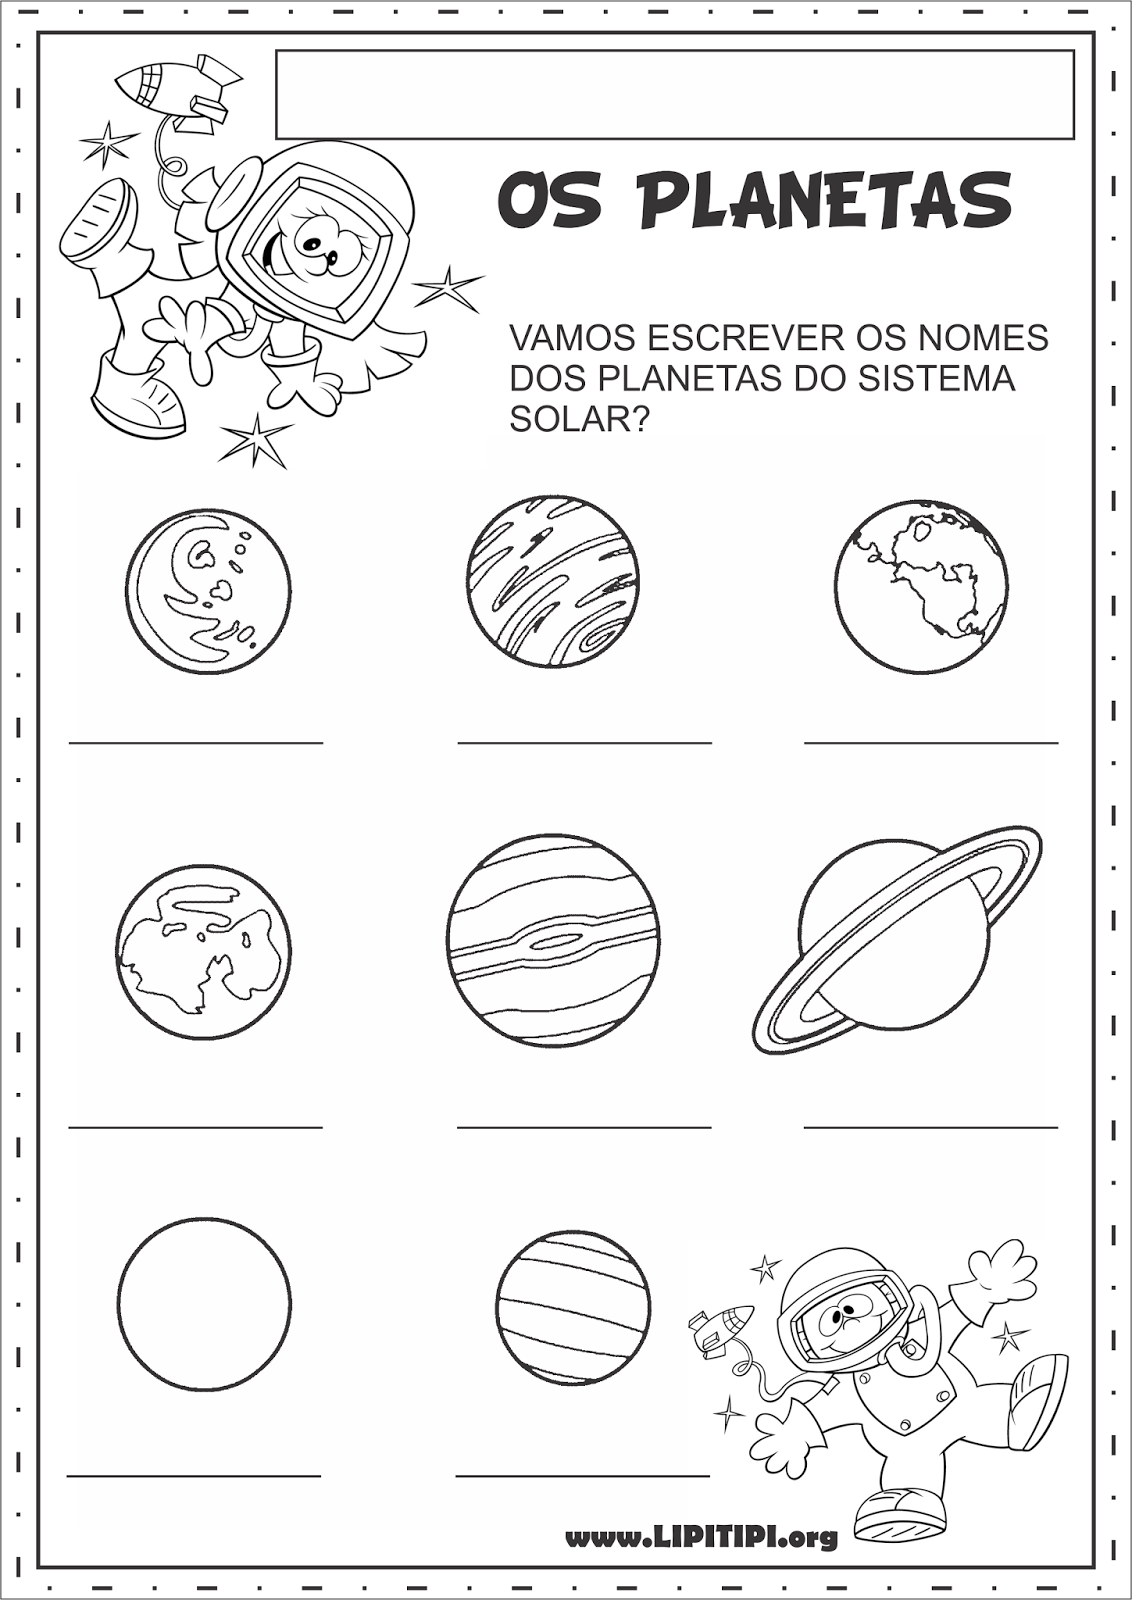 OS PLANETAS
VAMOS ESCREVER OS NOMES
DOS PLANETAS DO SISTEMA
SOLAR?
www.LIPITIPI.org